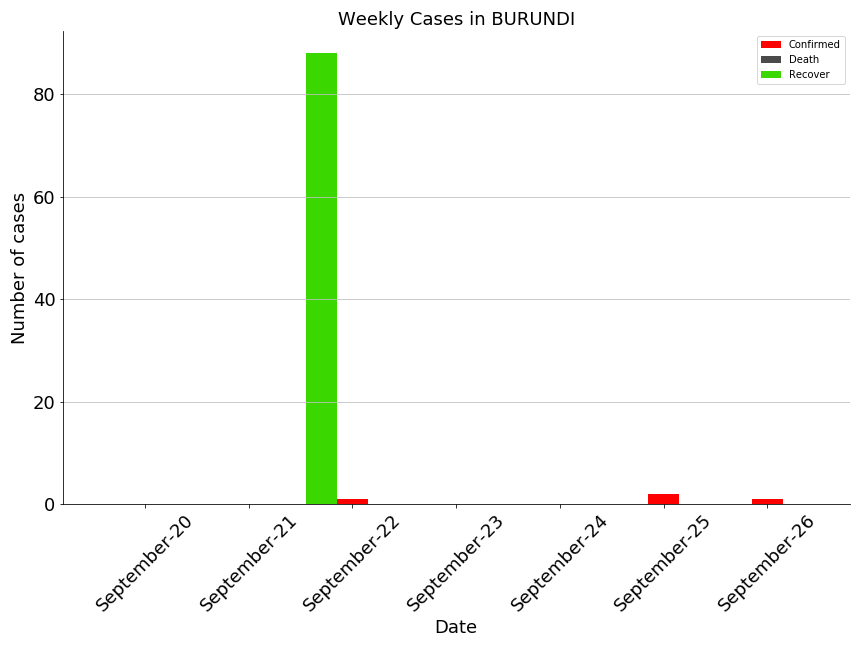 Weekly Cases in BURUNDI
Confirmed
Death
Recover
Number of cases
80
60
40
20
0
September-20
September-21
September-22
September-23
September-24
September-25
September-26
Date